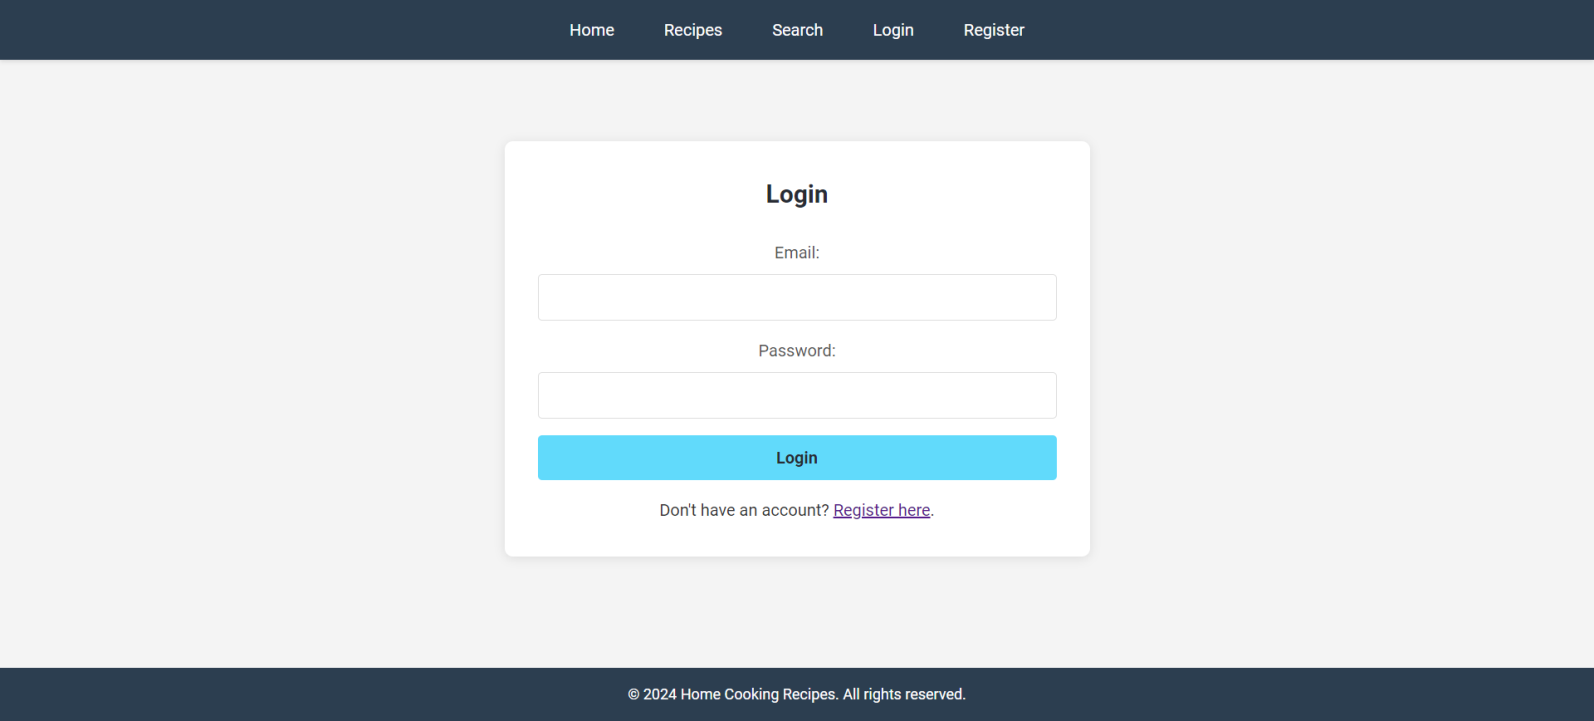 Home Recipes Search Login Register
Login
Email:
Password:
Login
Don't have an account? Register here.
© 2024 Home Cooking Recipes. All rights reserved.